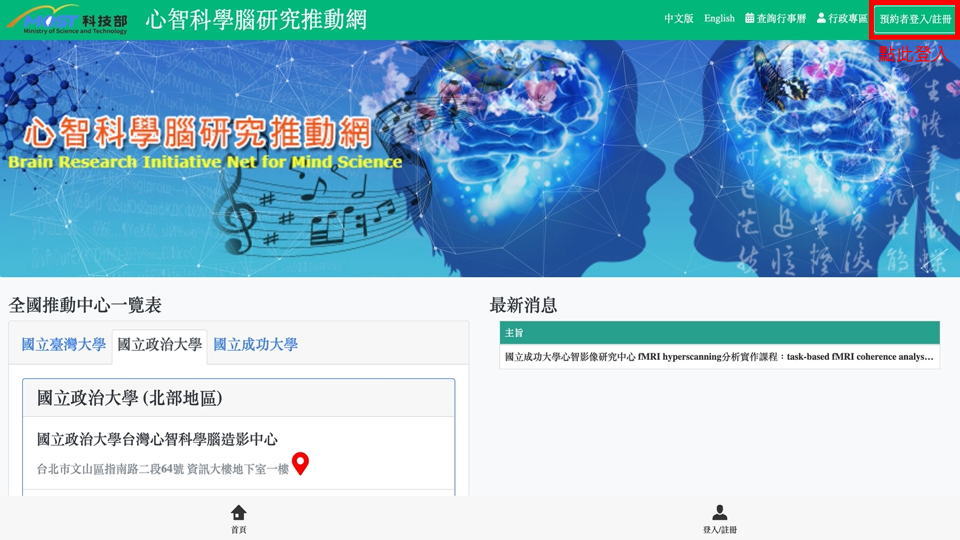 MOST 科技部
Ministry of Science and Technology
心智科學腦研究推動網
中文版 English 查詢行事曆 行政專區 預約者登入/註冊
點此登入
心智科學腦研究推動網
Brain Research Initiative Net for Mind Science
全國推動中心一覽表
國立臺灣大學 國立政治大學 國立成功大學
國立政治大學 (北部地區)
國立政治大學台灣心智科學腦造影中心
台北市文山區指南路二段64號 資訊大樓地下室一樓
最新消息
主旨
國立成功大學心智影像研究中心 fMRI hyperscanning分析實作課程：task-based fMRI coherence analys…
首頁
登入/註冊